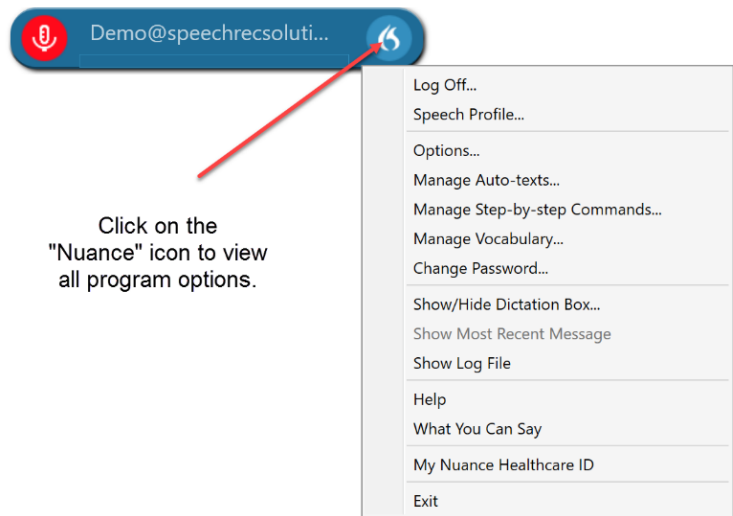 Demo@speechrecsoluti...
Log Off...
Speech Profile...
Options...
Manage Auto-texts...
Manage Step-by-step Commands...
Manage Vocabulary...
Change Password...
Show/Hide Dictation Box...
Show Most Recent Message
Show Log File
Help
What You Can Say
My Nuance Healthcare ID
Exit
Click on the
"Nuance" icon to view
all program options.